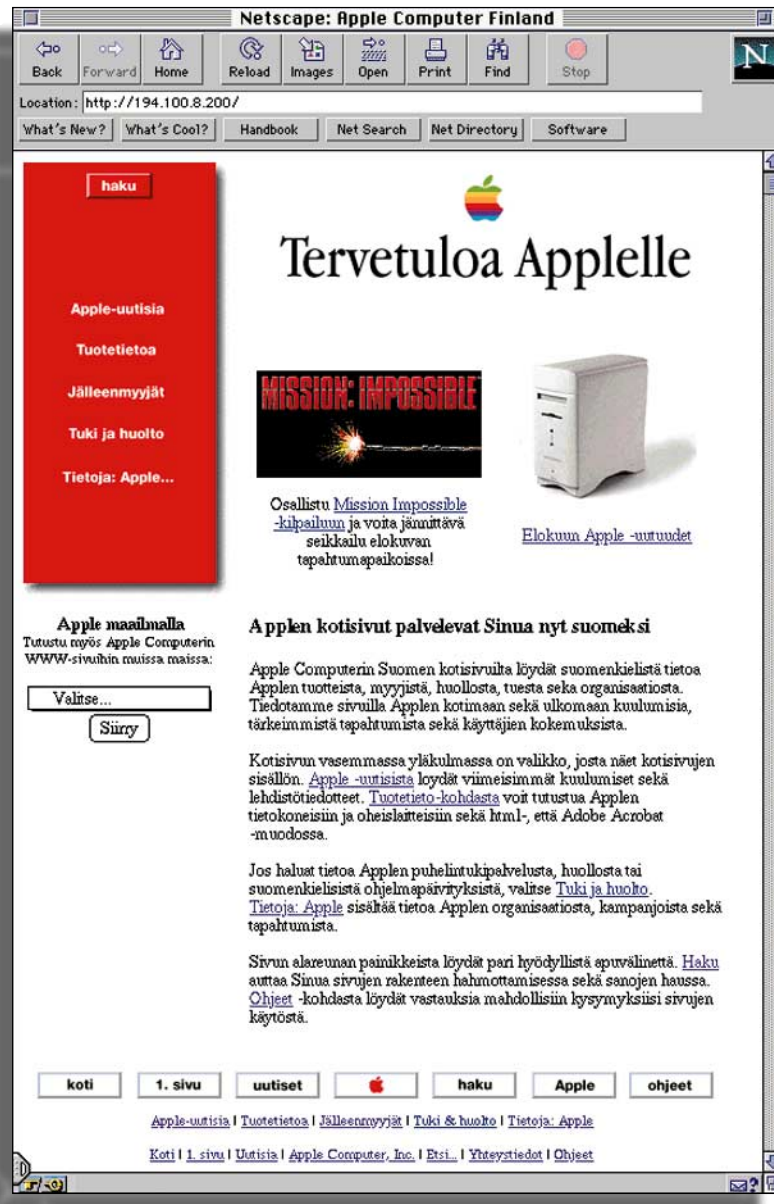 Netscape: Apple Computer Finland
Back Forward Home Reload Images Open Print Find Stop
N
Location: http://194.100.8.200/
What's New? What's Cool? Handbook Net Search Net Directory Software
haku
Apple-uutisia
Tuotetietoa
Jälleenmyyjät
Tuki ja huolto
Tietoja: Apple...
Tervetuloa Applelle
MISSION: IMPOSSIBLE
Osallistu Mission Impossible
-kilpailuun ja voita jännittävä
seikkailu elokuvan
tapahtumapaikoissa!
Elokuun Apple -uutuudet
Apple maailmalla
Tutustu myös Apple Computerin
WWW-sivuihin muissa maissa:
Valitse...
Siirry
Applen kotisivut palvelevat Sinua nyt suomeksi
Apple Computerin Suomen kotisivuilta löydät suomenkielistä tietoa
Applen tuotteista, myyjistä, huollosta, tuesta seka organisaatiosta.
Tiedotamme sivuilla Applen kotimaan sekä ulkomaan kuulumisia,
tärkeimmistä tapahtumista sekä käyttäjien kokemuksista.
Kotisivun vasemmassa yläkulmassa on valikko, josta näet kotisivujen
sisällön. Apple -uutisista loydät viimeisimmät kuulumiset sekä
lehdistötiedotteet. Tuotetieto-kohdasta voit tutustua Applen
tietokoneisiin ja oheislaitteisiin sekä html-, että Adobe Acrobat
-muodossa.
Jos haluat tietoa Applen puhelintukipalvelusta, huollosta tai
suomenkielisistä ohjelmapäivityksistä, valitse Tuki ja huolto.
Tietoja: Apple sisältää tietoa Applen organisaatiosta, kampanjoista sekä
tapahtumista.
Sivun alareunan painikkeista löydät pari hyödyllistä apuvälinettä. Haku
auttaa Sinua sivujen rakenteen hahmottamisessa sekä sanojen haussa.
Ohjeet -kohdasta löydät vastauksia mahdollisiin kysymyksiisi sivujen
käytöstä.
koti 1. sivu uutiset haku Apple ohjeet
Apple-uutisia | Tuotetietoa | Jälleenmyyjät | Tuki & huolto | Tietoja: Apple
Koti | 1. sivu | Uutisia | Apple Computer, Inc. | Etsi... | Yhteystiedot | Ohjeet